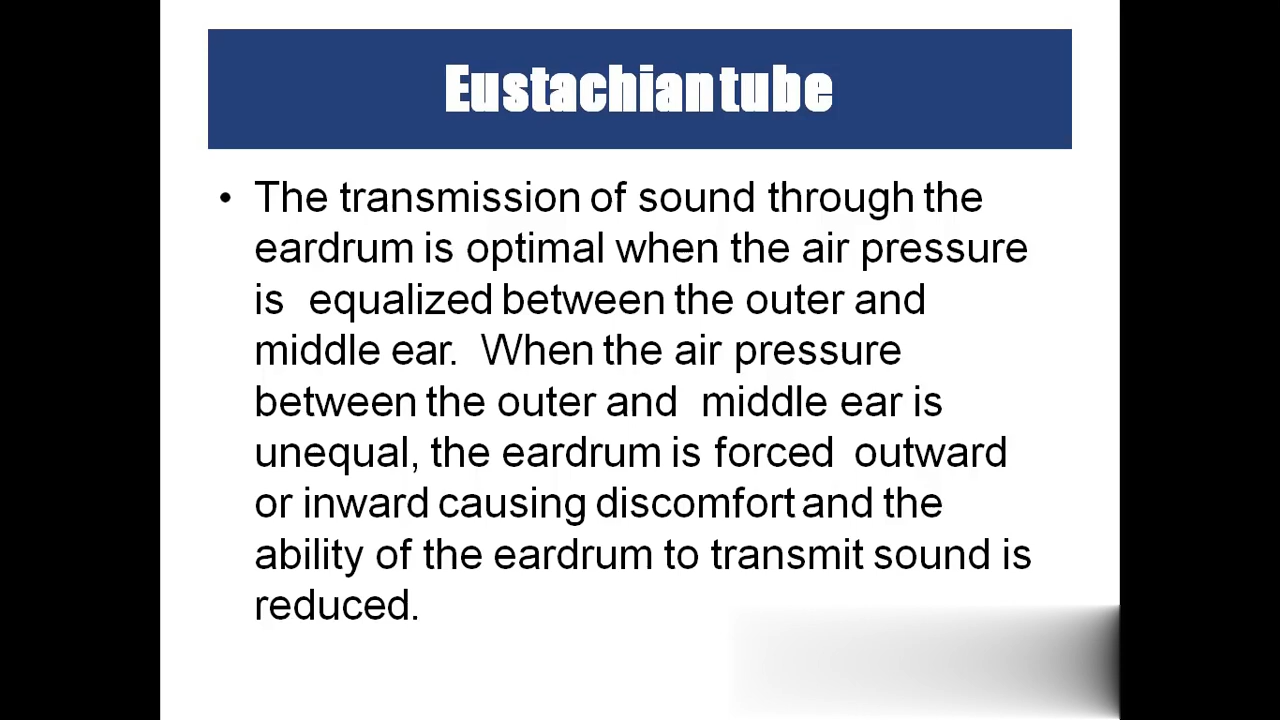 Eustachian tube
• The transmission of sound through the
eardrum is optimal when the air pressure
is equalized between the outer and
middle ear. When the air pressure
between the outer and middle ear is
unequal, the eardrum is forced outward
or inward causing discomfort and the
ability of the eardrum to transmit sound is
reduced.